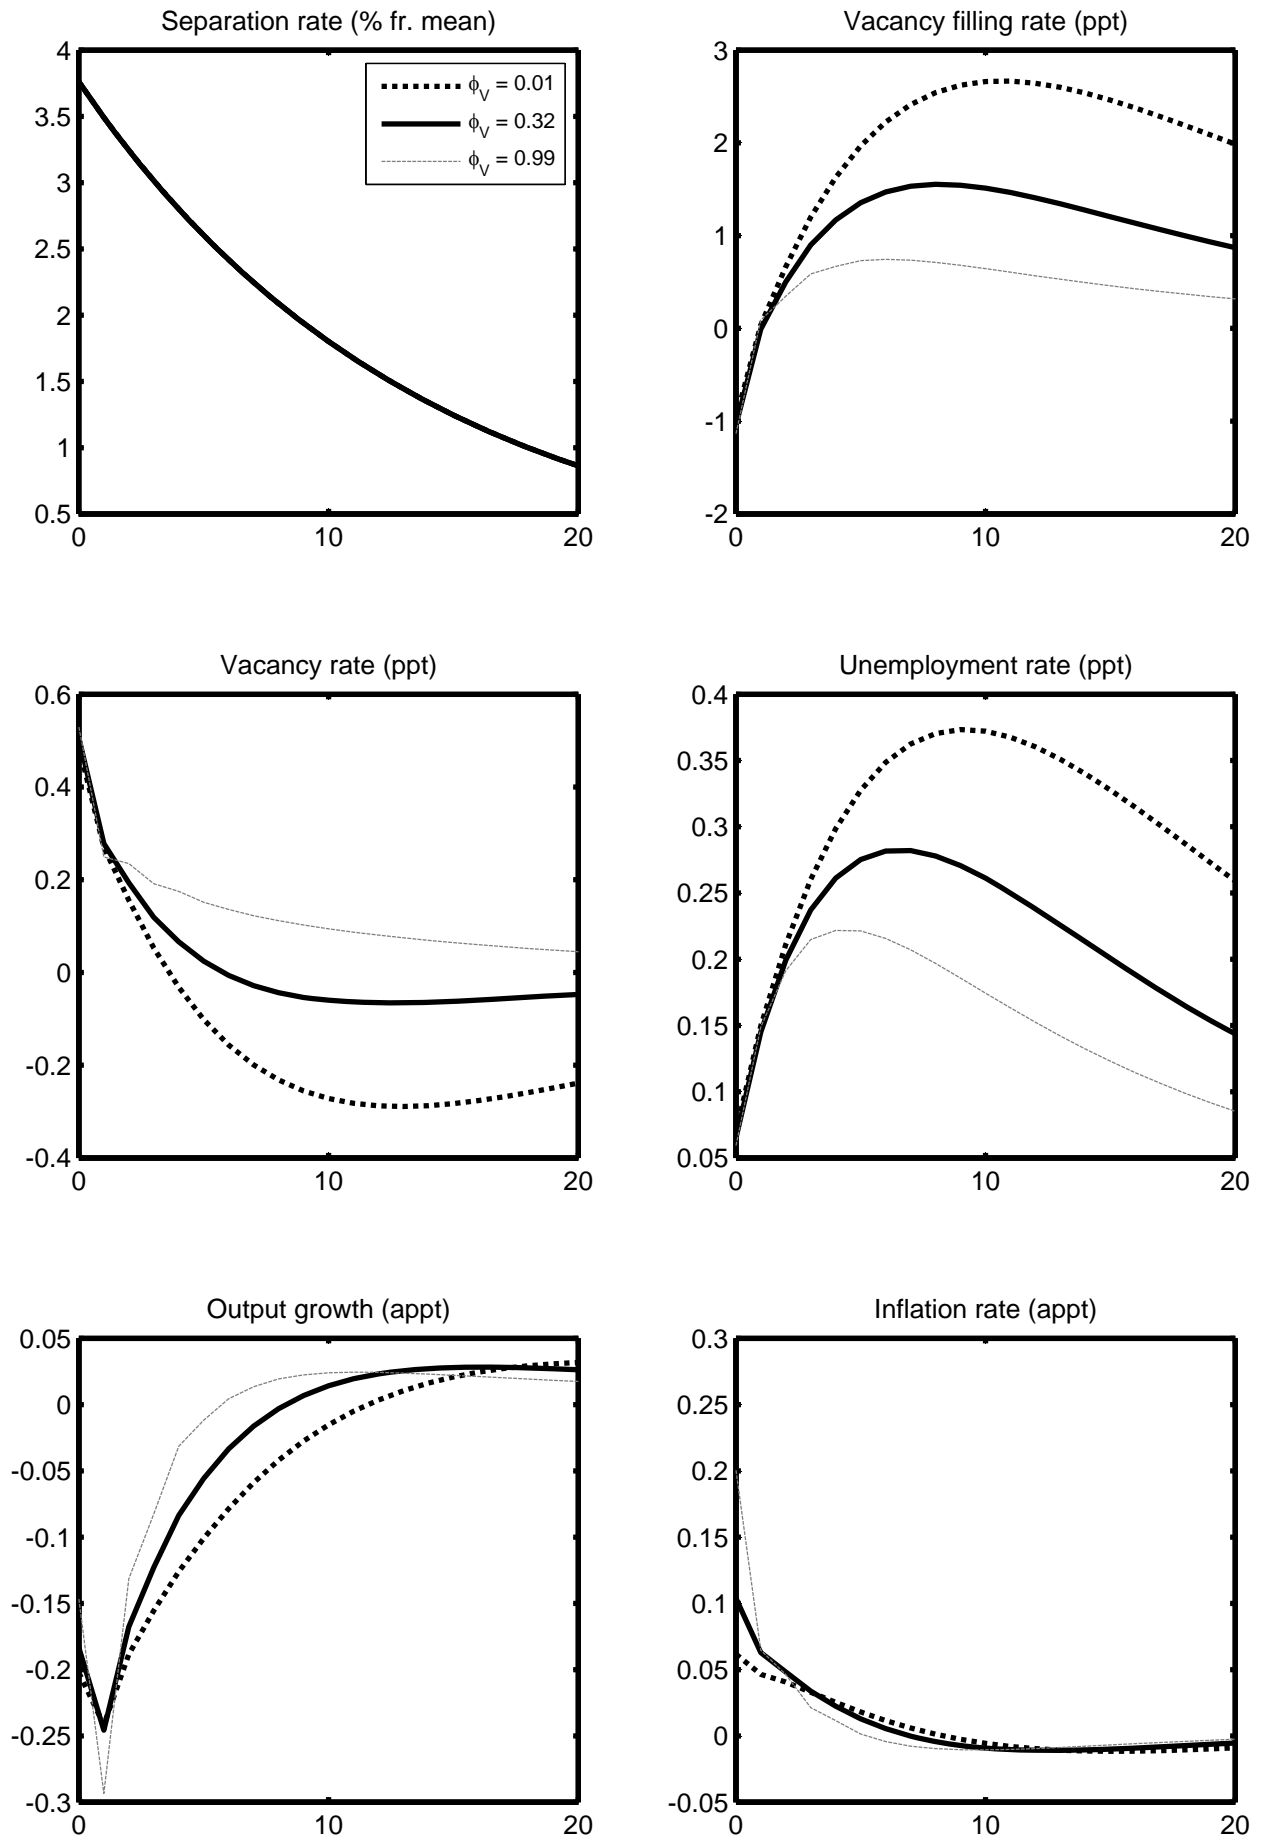 Separation rate (% fr. mean)
4
3.5
3
2.5
2
1.5
1
0.5
0 10 20
ϕV = 0.01
ϕV = 0.32
ϕV = 0.99
Vacancy filling rate (ppt)
3
2
1
0
-1
-2
0 10 20
Vacancy rate (ppt)
0.6
0.4
0.2
0
-0.2
-0.4
0 10 20
Unemployment rate (ppt)
0.4
0.35
0.3
0.25
0.2
0.15
0.1
0.05
0 10 20
Output growth (appt)
0.05
0
-0.05
-0.1
-0.15
-0.2
-0.25
-0.3
0 10 20
Inflation rate (appt)
0.3
0.25
0.2
0.15
0.1
0.05
0
-0.05
0 10 20